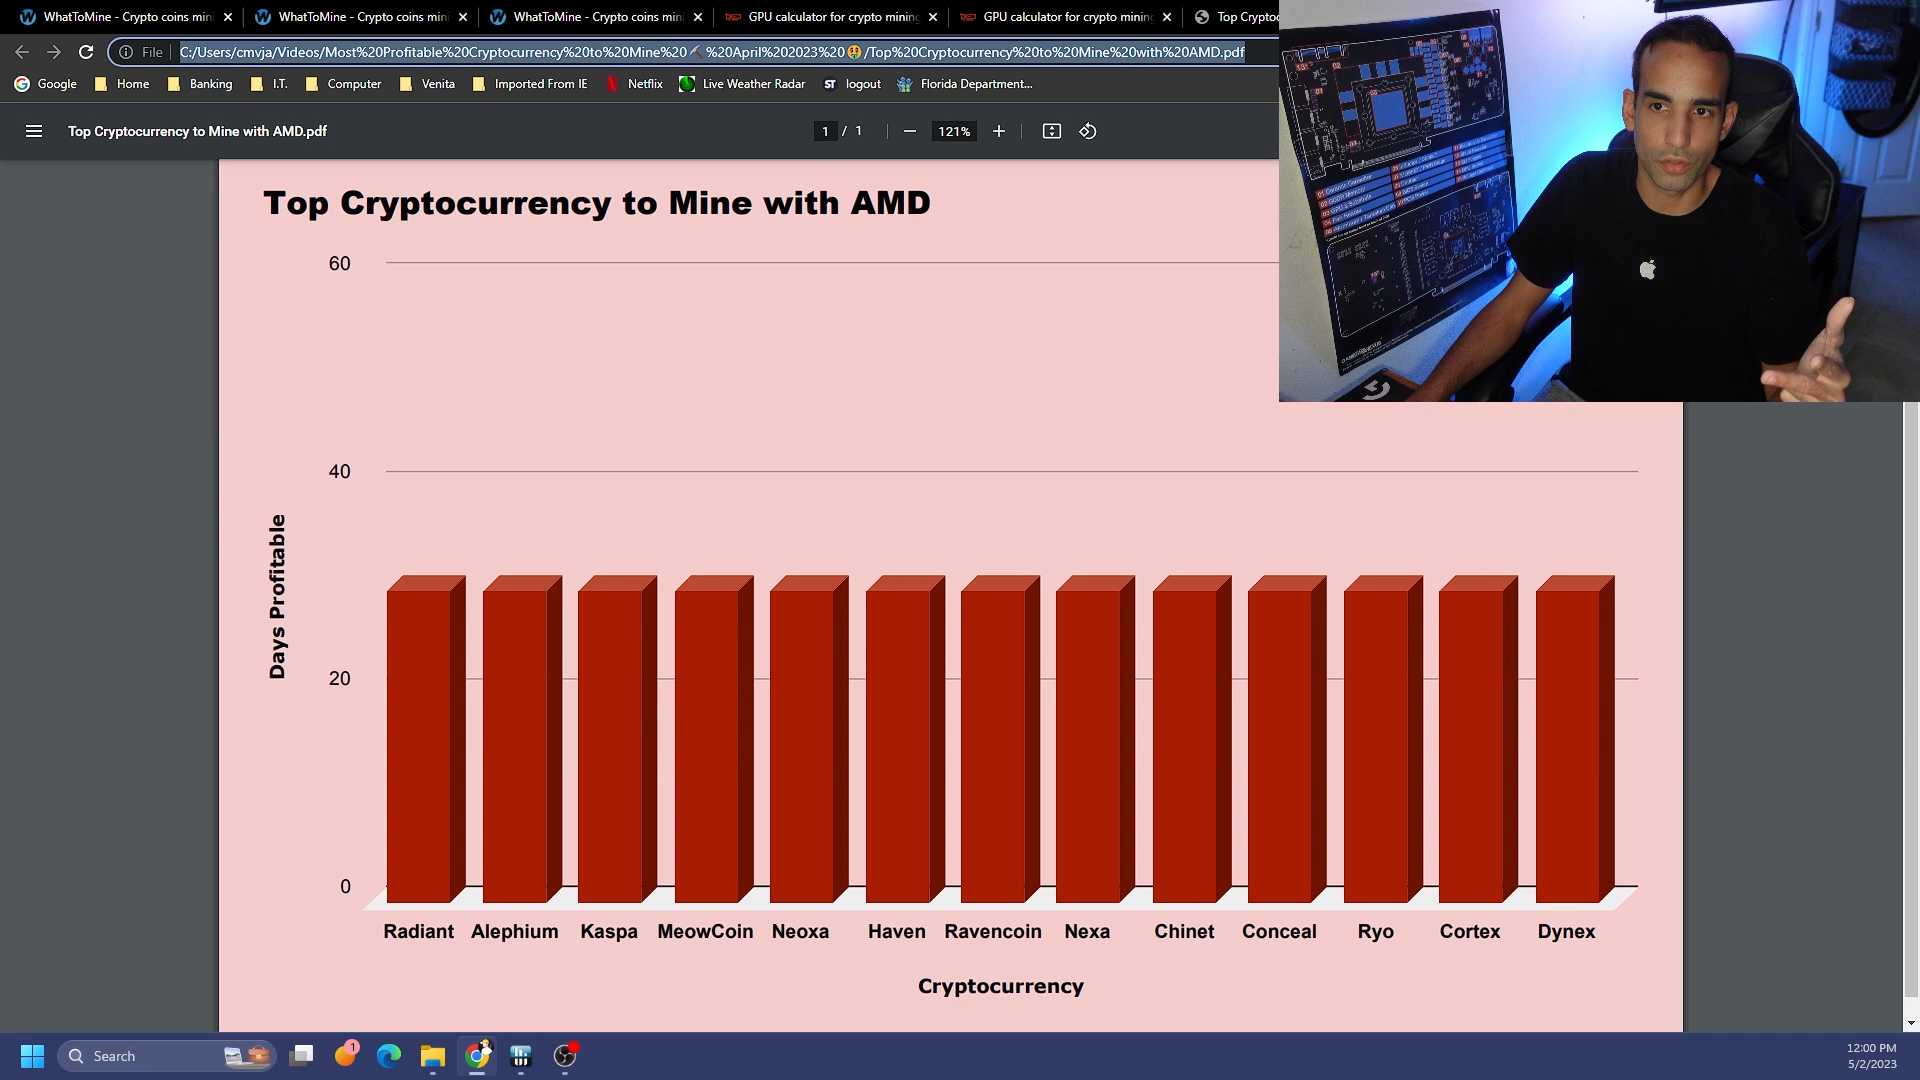 WhatToMine - Crypto coins mini
WhatToMine - Crypto coins mini
WhatToMine - Crypto coins mini
GPU calculator for crypto mining
GPU calculator for crypto mining
Top Crypto
File
C:/Users/cmvja/Videos/Most%20Profitable%20Cryptocurrency%20to%20Mine%20⛏️%20April%202023%20🤑/Top%20Cryptocurrency%20to%20Mine%20with%20AMD.pdf
Google Home Banking I.T. Computer Venita Imported From IE Netflix Live Weather Radar ST logout Florida Department...
Top Cryptocurrency to Mine with AMD.pdf
1 / 1
121%
Top Cryptocurrency to Mine with AMD
60
40
20
0
Days Profitable
Radiant Alephium Kaspa MeowCoin Neoxa Haven Ravencoin Nexa Chinet Conceal Ryo Cortex Dynex
Cryptocurrency
Search
1
12:00 PM
5/2/2023